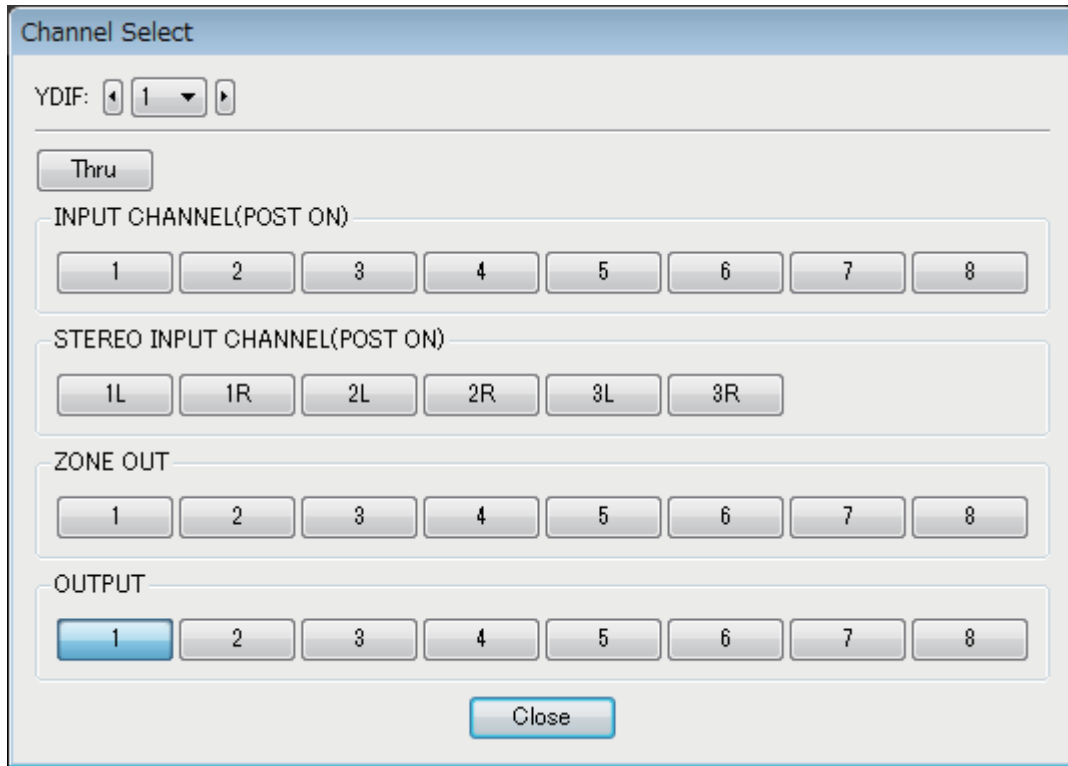 Channel Select
YDIF: 1
Thru
INPUT CHANNEL(POST ON)
1 2 3 4 5 6 7 8
STEREO INPUT CHANNEL(POST ON)
1L 1R 2L 2R 3L 3R
ZONE OUT
1 2 3 4 5 6 7 8
OUTPUT
1 2 3 4 5 6 7 8
Close